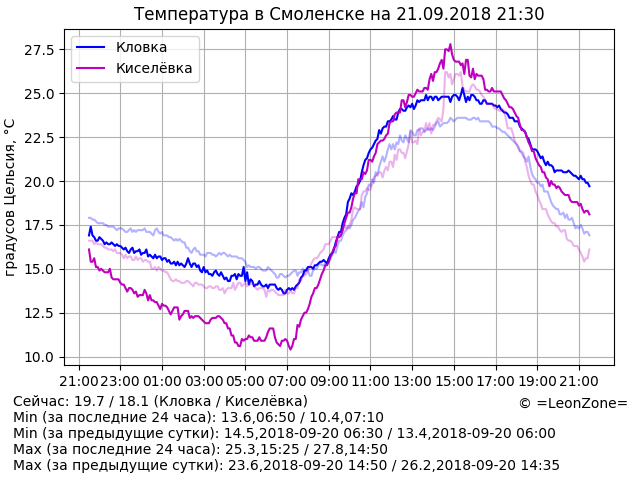 Температура в Смоленске на 21.09.2018 21:30
градусов Цельсия, °C
27.5
25.0
22.5
20.0
17.5
15.0
12.5
10.0
Кловка
Киселёвка
21:00 23:00 01:00 03:00 05:00 07:00 09:00 11:00 13:00 15:00 17:00 19:00 21:00
Сейчас: 19.7 / 18.1 (Кловка / Киселёвка)
© =LeonZone=
Min (за последние 24 часа): 13.6,06:50 / 10.4,07:10
Min (за предыдущие сутки): 14.5,2018-09-20 06:30 / 13.4,2018-09-20 06:00
Max (за последние 24 часа): 25.3,15:25 / 27.8,14:50
Max (за предыдущие сутки): 23.6,2018-09-20 14:50 / 26.2,2018-09-20 14:35